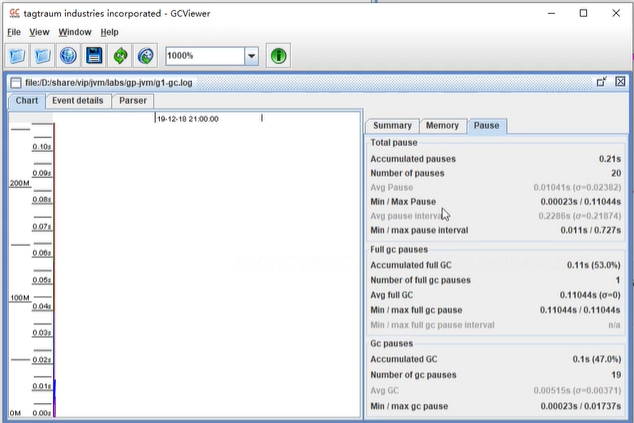 tagtraum industries incorporated - GCViewer
File View Window Help
1000%
file:/D:/share/vip/jvm/labs/gp-jvm/g1-gc.log
Chart Event details Parser
19-12-18 21:00:00
0.10s
0.09s
200M
0.08s
0.07s
0.06s
0.05s
100M
0.04s
0.03s
0.02s
0.01s
0M 0.00s
Summary Memory Pause
Total pause
Accumulated pauses 0.21s
Number of pauses 20
Avg Pause 0.01041s (σ=0.02382)
Min / Max Pause 0.00023s / 0.11044s
Avg pause interval 0.2286s (σ=0.21874)
Min / max pause interval 0.011s / 0.727s
Full gc pauses
Accumulated full GC 0.11s (53.0%)
Number of full gc pauses 1
Avg full GC 0.11044s (σ=0)
Min / max full gc pause 0.11044s / 0.11044s
Min / max full gc pause interval n/a
Gc pauses
Accumulated GC 0.1s (47.0%)
Number of gc pauses 19
Avg GC 0.00515s (σ=0.00371)
Min / max gc pause 0.00023s / 0.01737s